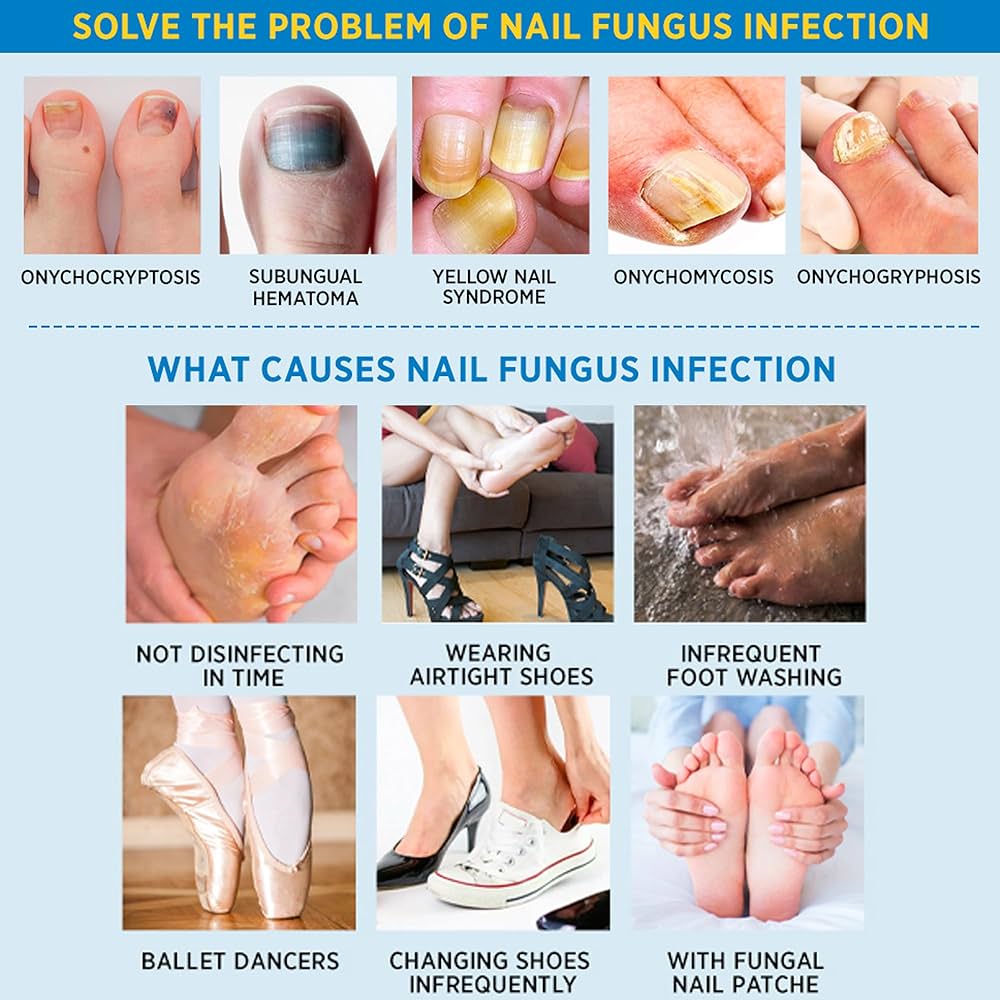 SOLVE THE PROBLEM OF NAIL FUNGUS INFECTION
ONYCHOCRYPTOSIS
SUBUNGUAL
HEMATOMA
YELLOW NAIL
SYNDROME
ONYCHOMYCOSIS
ONYCHOGRYPHOSIS
WHAT CAUSES NAIL FUNGUS INFECTION
NOT DISINFECTING
IN TIME
WEARING
AIRTIGHT SHOES
INFREQUENT
FOOT WASHING
BALLET DANCERS
CHANGING SHOES
INFREQUENTLY
WITH FUNGAL
NAIL PATCHE